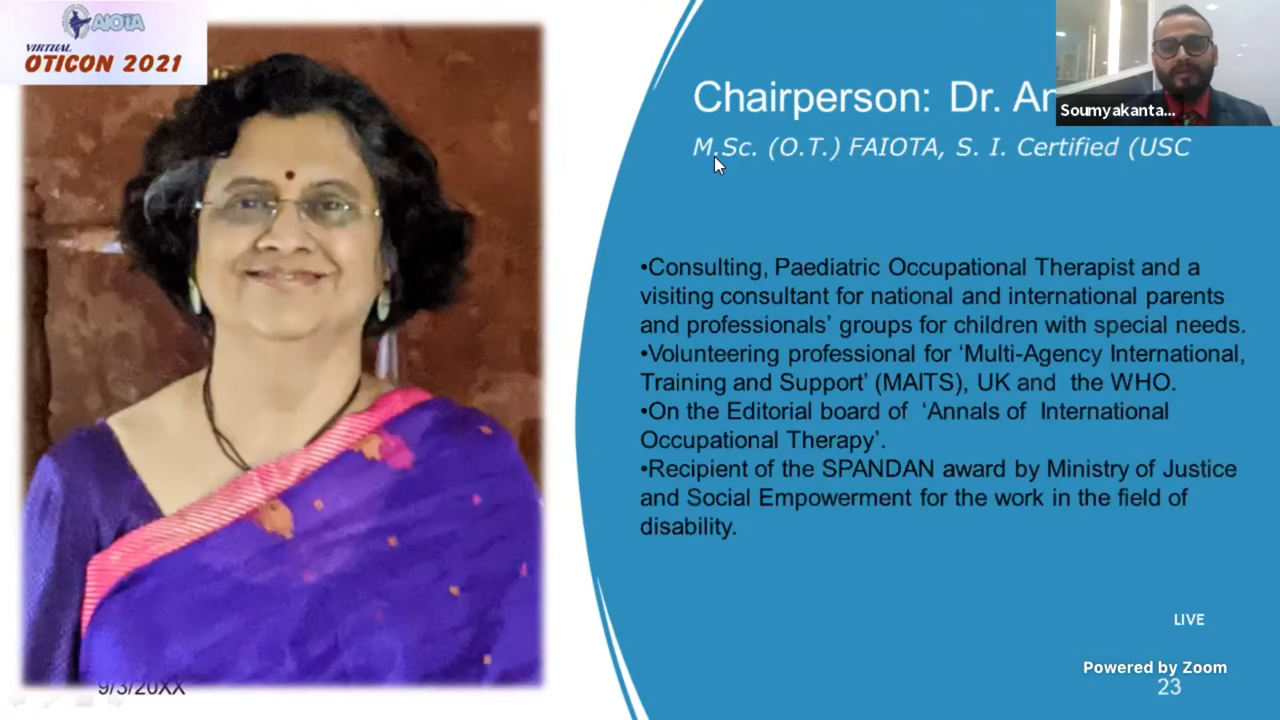 AIOTA
VIRTUAL
OTICON 2021
Chairperson: Dr. An
Soumyakanta...
M.Sc. (O.T.) FAIOTA, S. I. Certified (USC
•Consulting, Paediatric Occupational Therapist and a
visiting consultant for national and international parents
and professionals’ groups for children with special needs.
•Volunteering professional for ‘Multi-Agency International,
Training and Support’ (MAITS), UK and the WHO.
•On the Editorial board of ‘Annals of International
Occupational Therapy’.
•Recipient of the SPANDAN award by Ministry of Justice
and Social Empowerment for the work in the field of
disability.
LIVE
Powered by Zoom
9/3/20XX
23